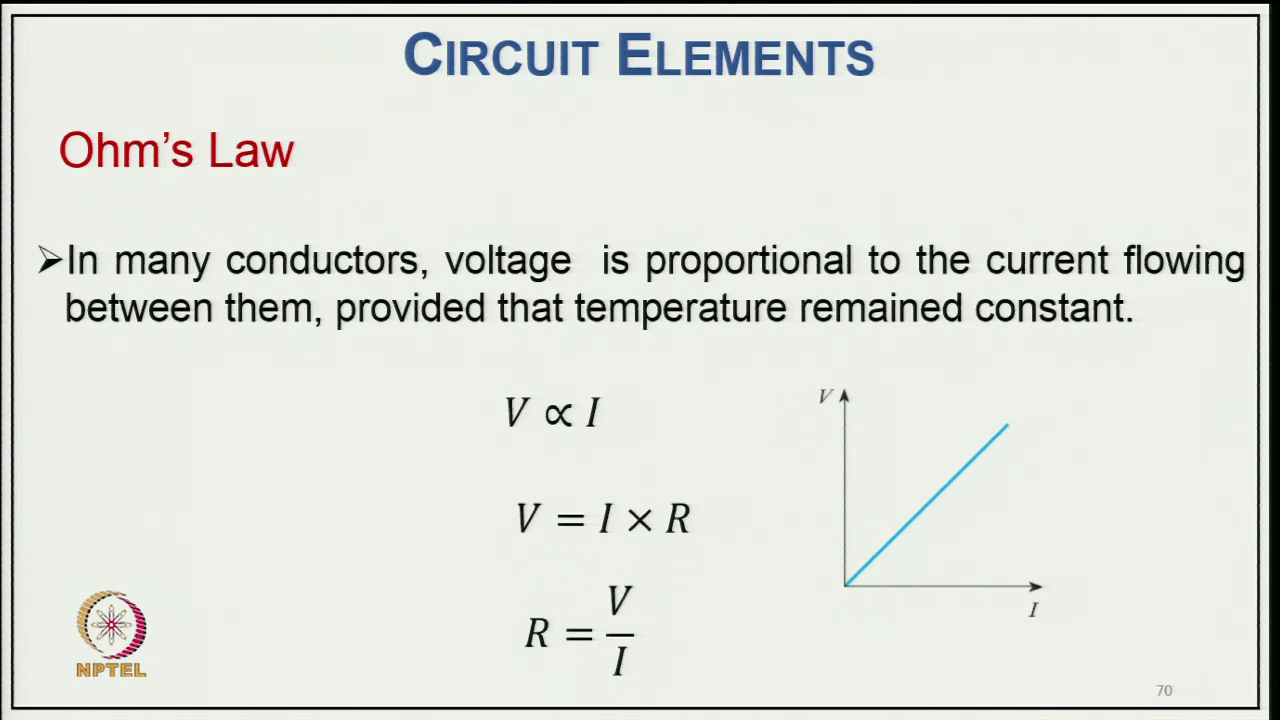 CIRCUIT ELEMENTS
Ohm's Law
➢In many conductors, voltage is proportional to the current flowing
between them, provided that temperature remained constant.
V ∝ I
V = I × R
R = V/I
V
I
NPTEL
70